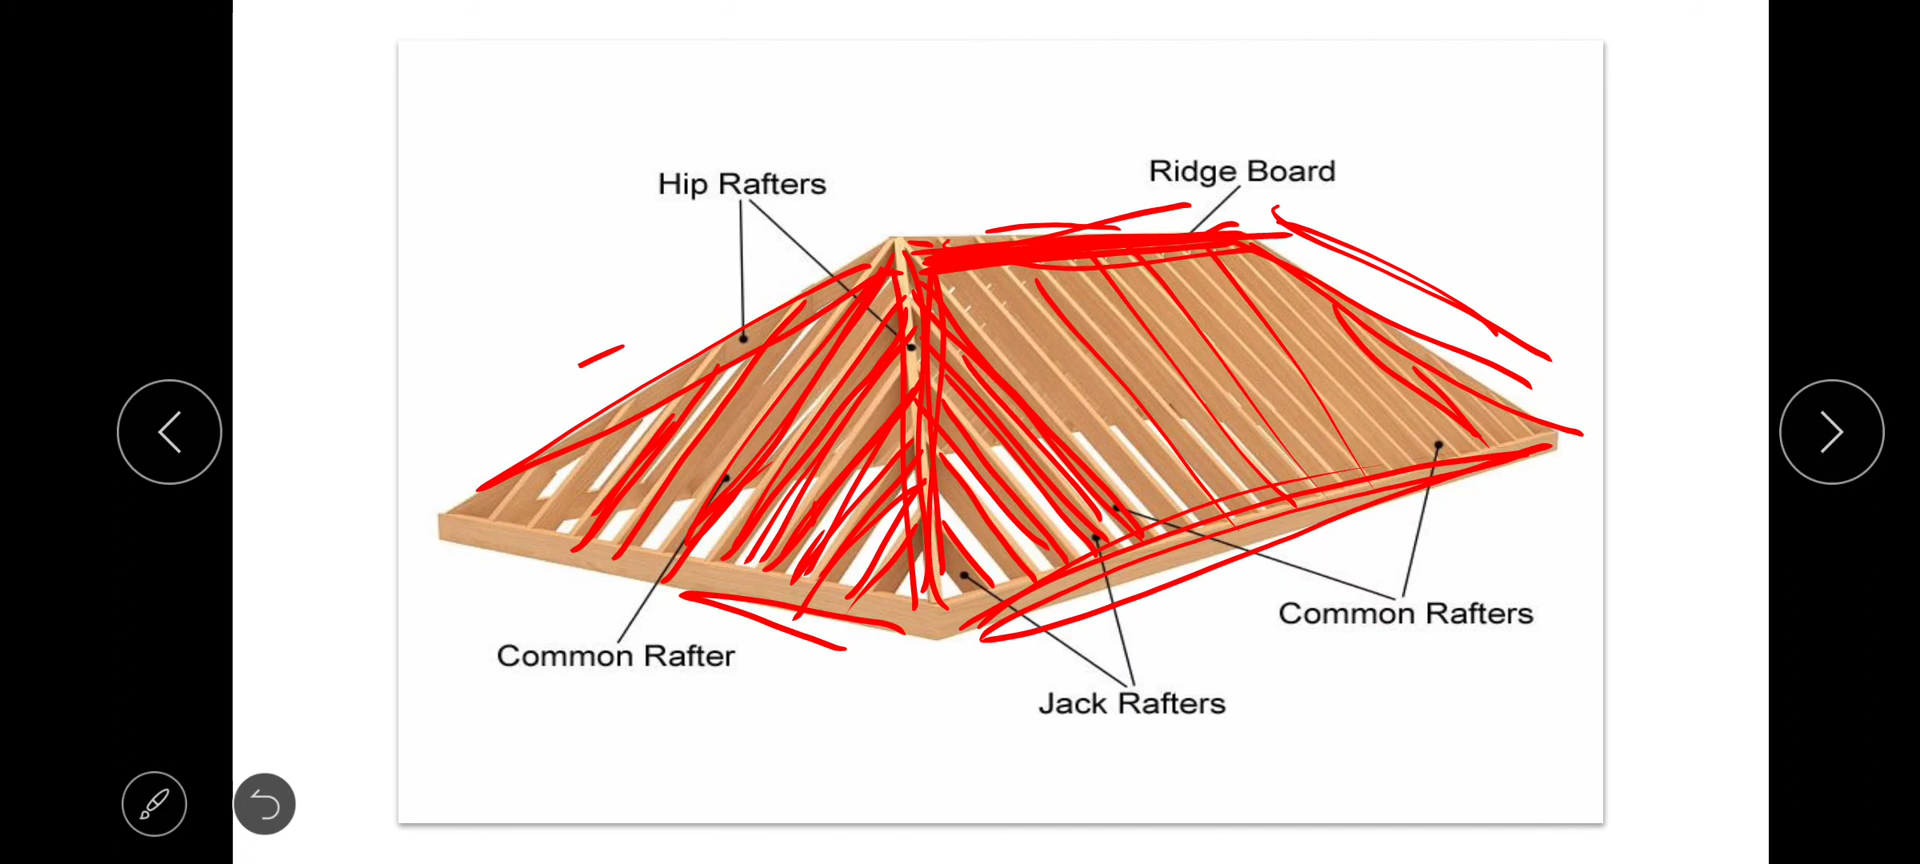 Hip Rafters
Ridge Board
Common Rafter
Common Rafters
Jack Rafters